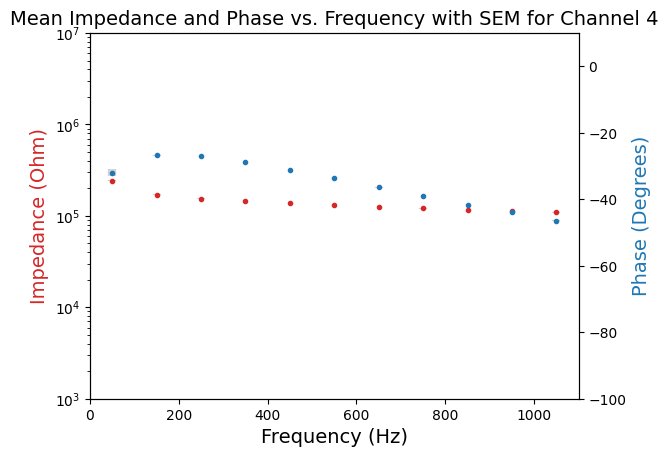 Mean Impedance and Phase vs. Frequency with SEM for Channel 4
Impedance (Ohm)
10^7
10^6
10^5
10^4
10^3
0
−20
−40
−60
−80
−100
Phase (Degrees)
0 200 400 600 800 1000
Frequency (Hz)